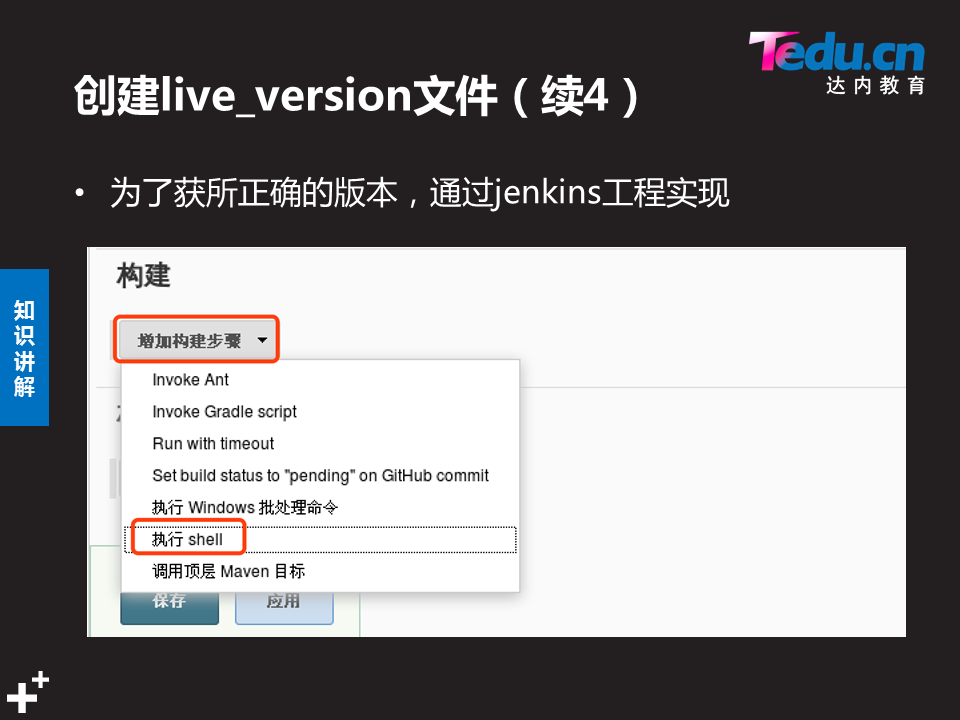 Tedu.cn
达内教育
创建live_version文件（续4）
• 为了获所正确的版本，通过jenkins工程实现
知识讲解
构建
增加构建步骤
Invoke Ant
Invoke Gradle script
Run with timeout
Set build status to "pending" on GitHub commit
执行 Windows 批处理命令
执行 shell
调用顶层 Maven 目标
保存 应用